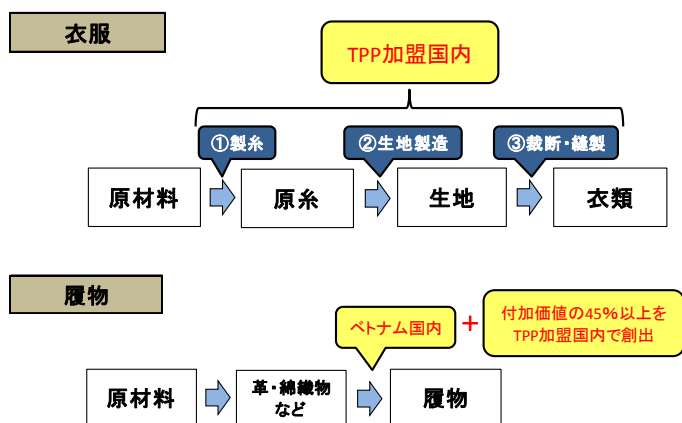 衣服
TPP加盟国内
①製糸
②生地製造
③裁断・縫製
原材料
原糸
生地
衣類
履物
ベトナム国内
+
付加価値の45%以上を
TPP加盟国内で創出
原材料
革・綿織物
など
履物